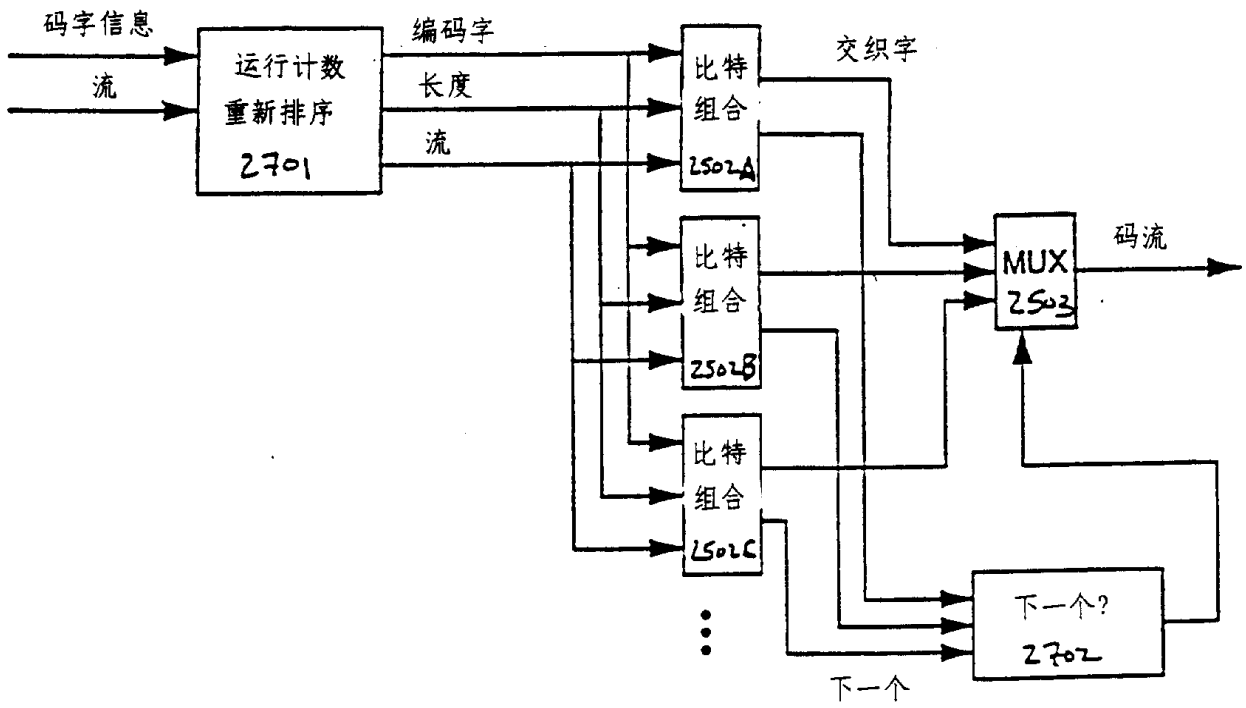 码字信息
流
运行计数
重新排序
2701
编码字
长度
流
比特
组合
2502A
交织字
比特
组合
2502B
MUX
2503
码流
比特
组合
2502C
下一个?
2702
下一个